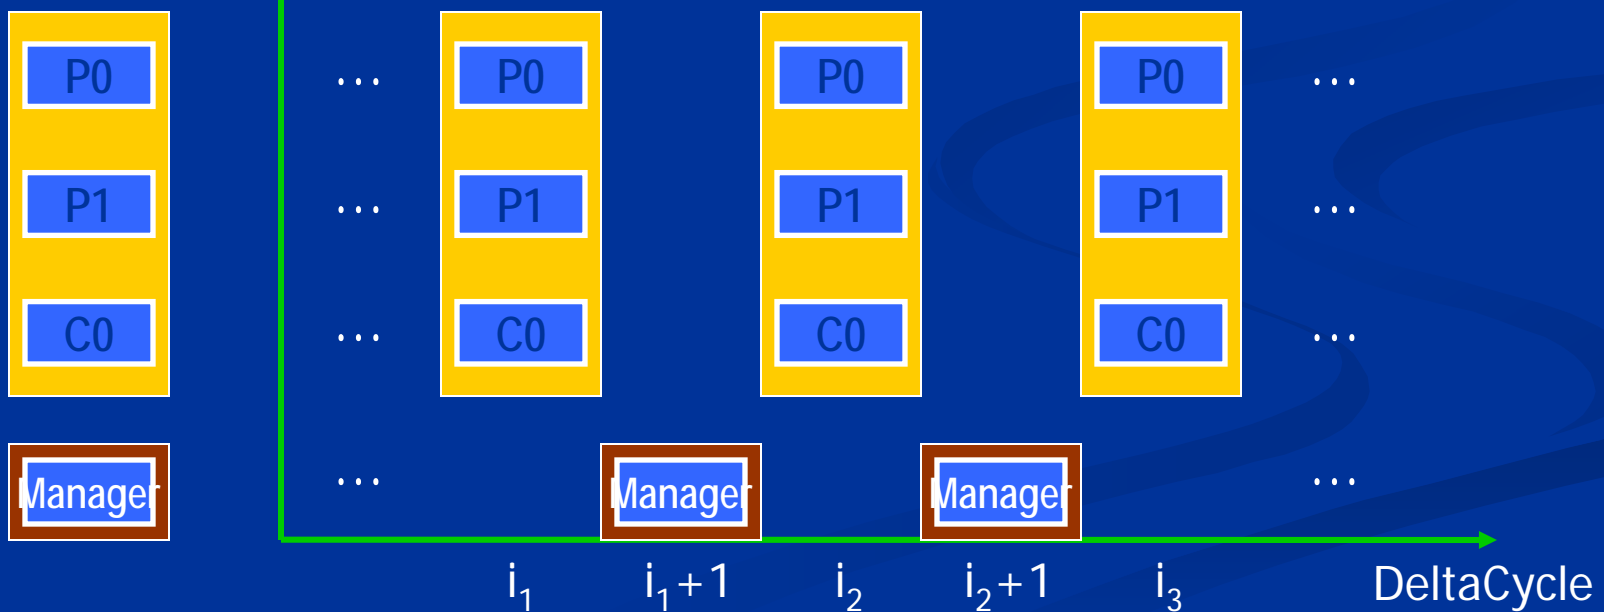 P0 … P0 P0 P0 …
P1 … P1 P1 P1 …
C0 … C0 C0 C0 …
Manager … Manager Manager …
i₁ i₁+1 i₂ i₂+1 i₃ DeltaCycle